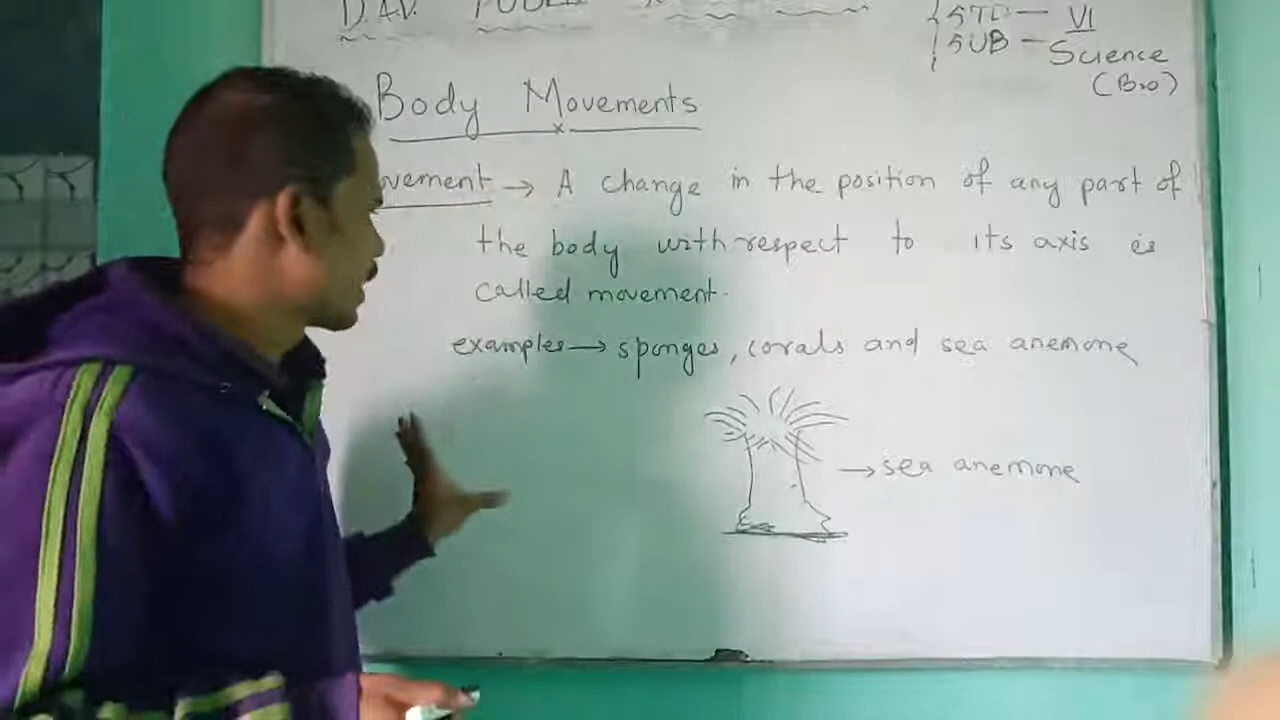 D.A.V.
STD — VI
SUB — Science
(Bio)
Body Movements
vement → A change in the position of any part of
the body with respect to its axis is
called movement.
examples → sponges, corals and sea anemone
→ sea anemone